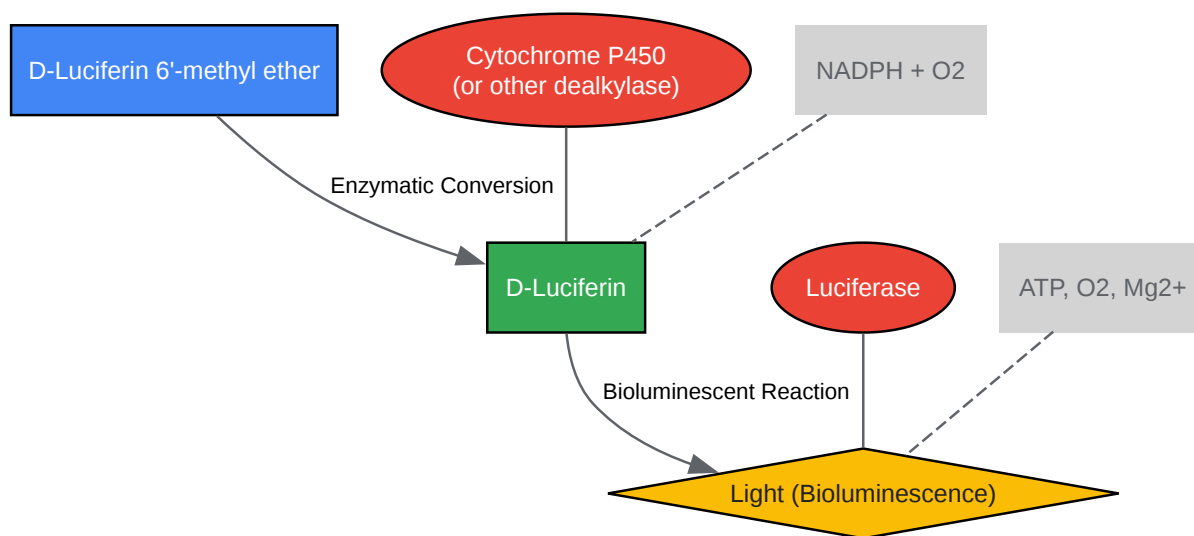 D-Luciferin 6'-methyl ether
Cytochrome P450
(or other dealkylase)
NADPH + O2
Enzymatic Conversion
D-Luciferin
Luciferase
ATP, O2, Mg2+
Bioluminescent Reaction
Light (Bioluminescence)